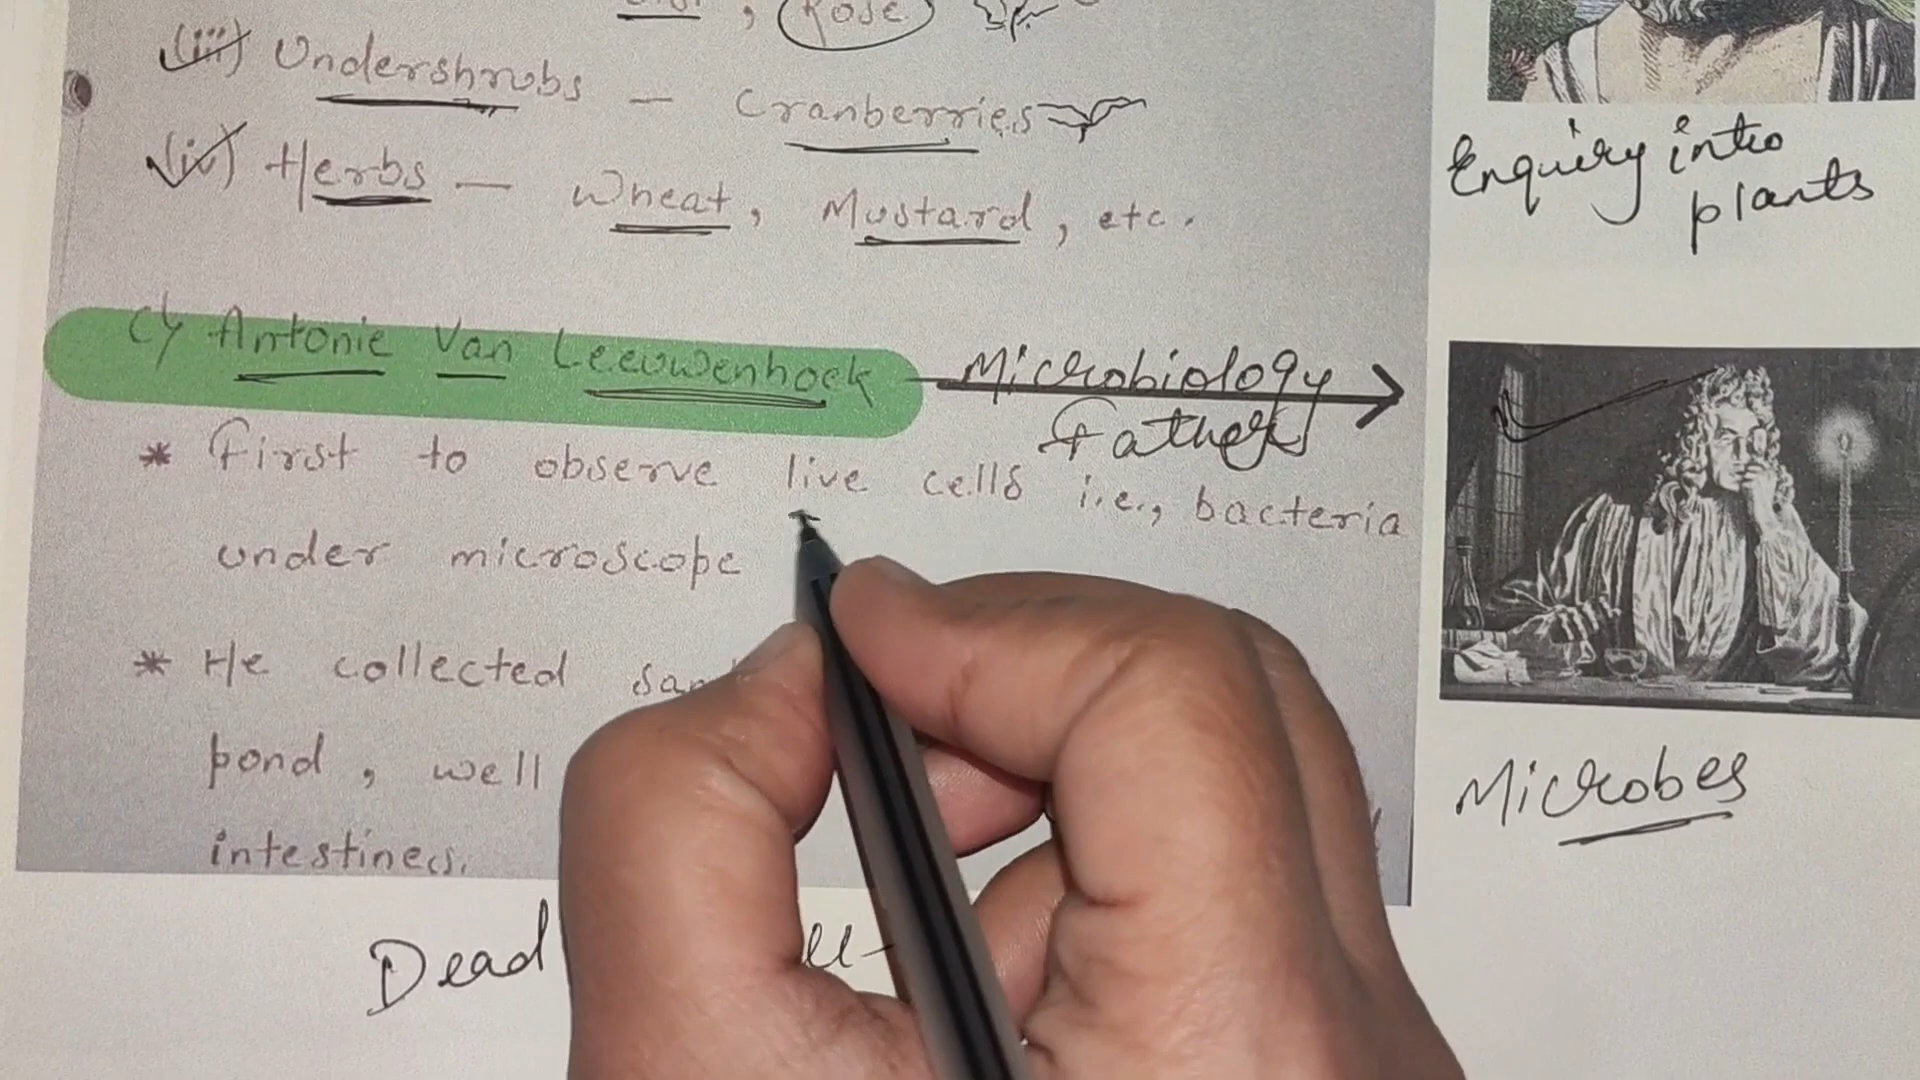 Rose
(iii) Undershrubs - Cranberries
(iv) Herbs - Wheat, Mustard, etc.
Enquiry into
plants
C) Antonie Van Leeuwenhoek
Microbiology
Father
* First to observe live cells i.e., bacteria
under microscope
* He collected
pond, well
intestines.
Microbes
Dead